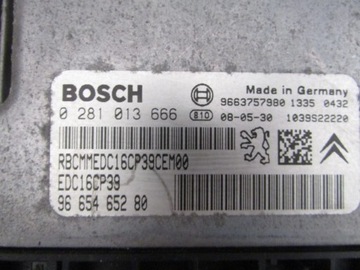 BOSCH
Made in Germany
9663757980 1335 0432
0 281 013 666 B10 08-05-30 1039S22220
RBCMMEDC16CP39CEM00
EDC16CP39
96 654 652 80